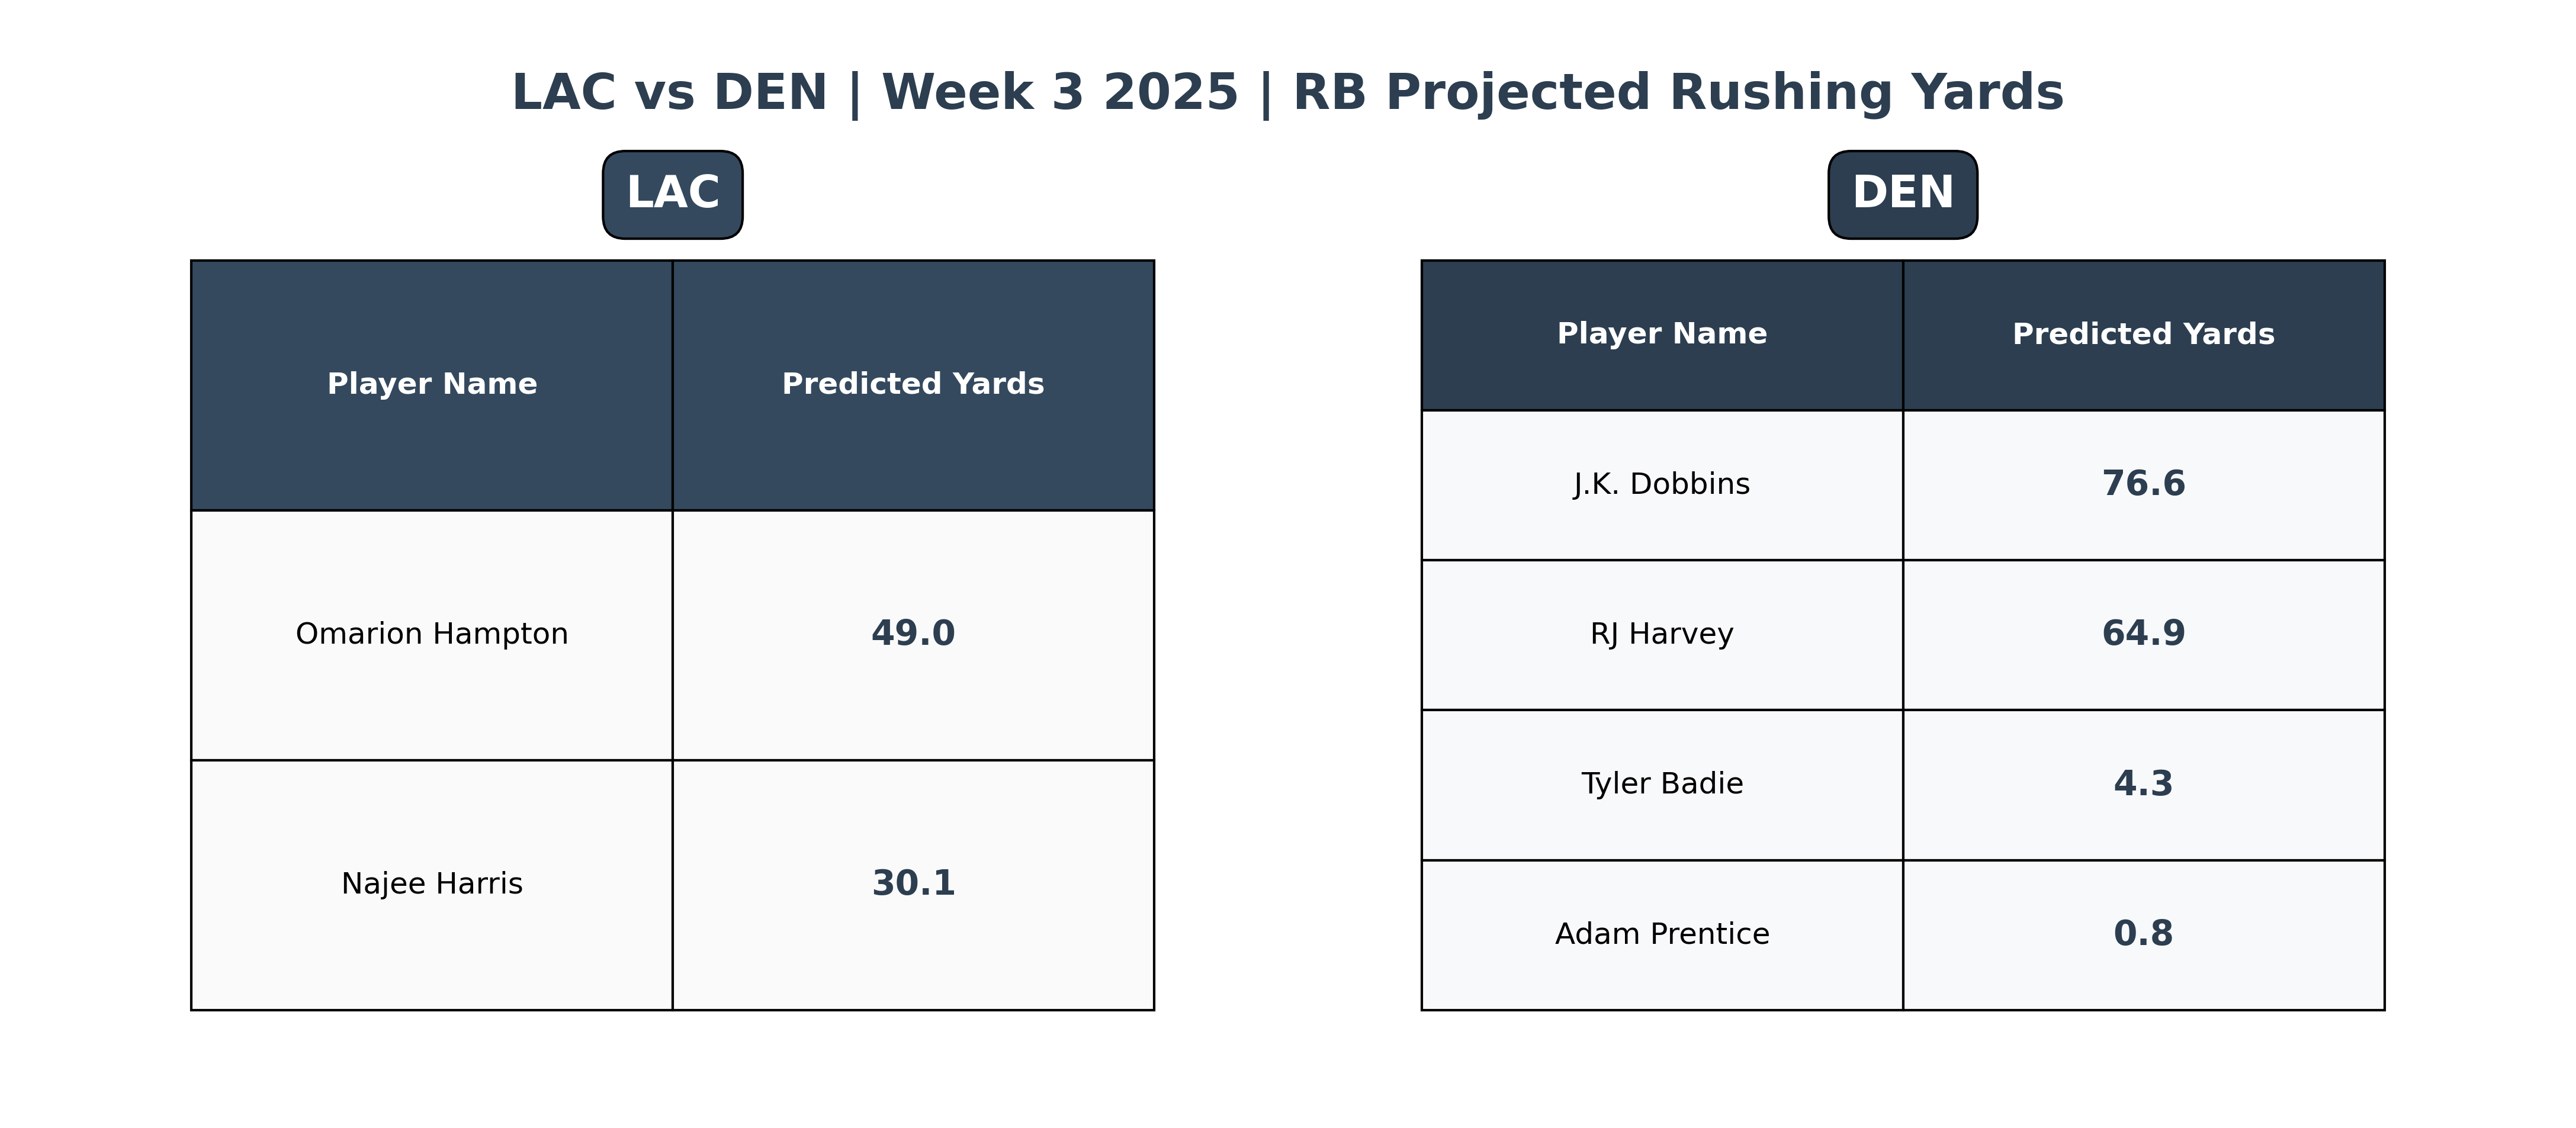 LAC vs DEN | Week 3 2025 | RB Projected Rushing Yards
LAC
Player Name Predicted Yards
Omarion Hampton 49.0
Najee Harris 30.1
DEN
Player Name Predicted Yards
J.K. Dobbins 76.6
RJ Harvey 64.9
Tyler Badie 4.3
Adam Prentice 0.8